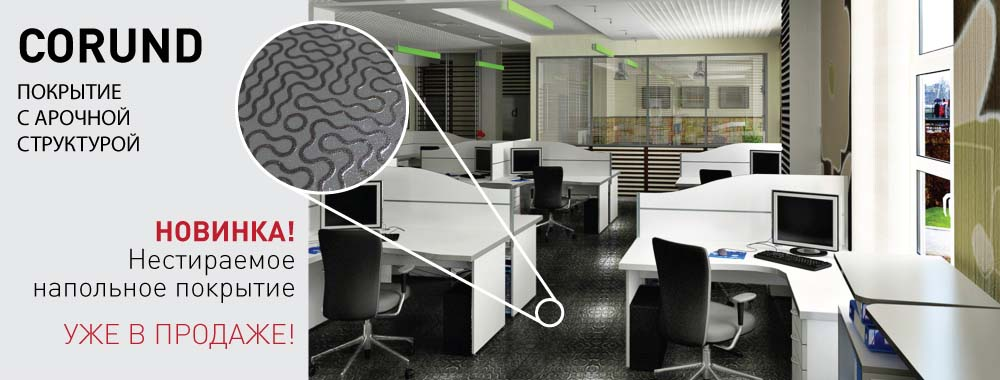 CORUND
ПОКРЫТИЕ
С АРОЧНОЙ
СТРУКТУРОЙ
НОВИНКА!
Нестираемое
напольное покрытие
УЖЕ В ПРОДАЖЕ!